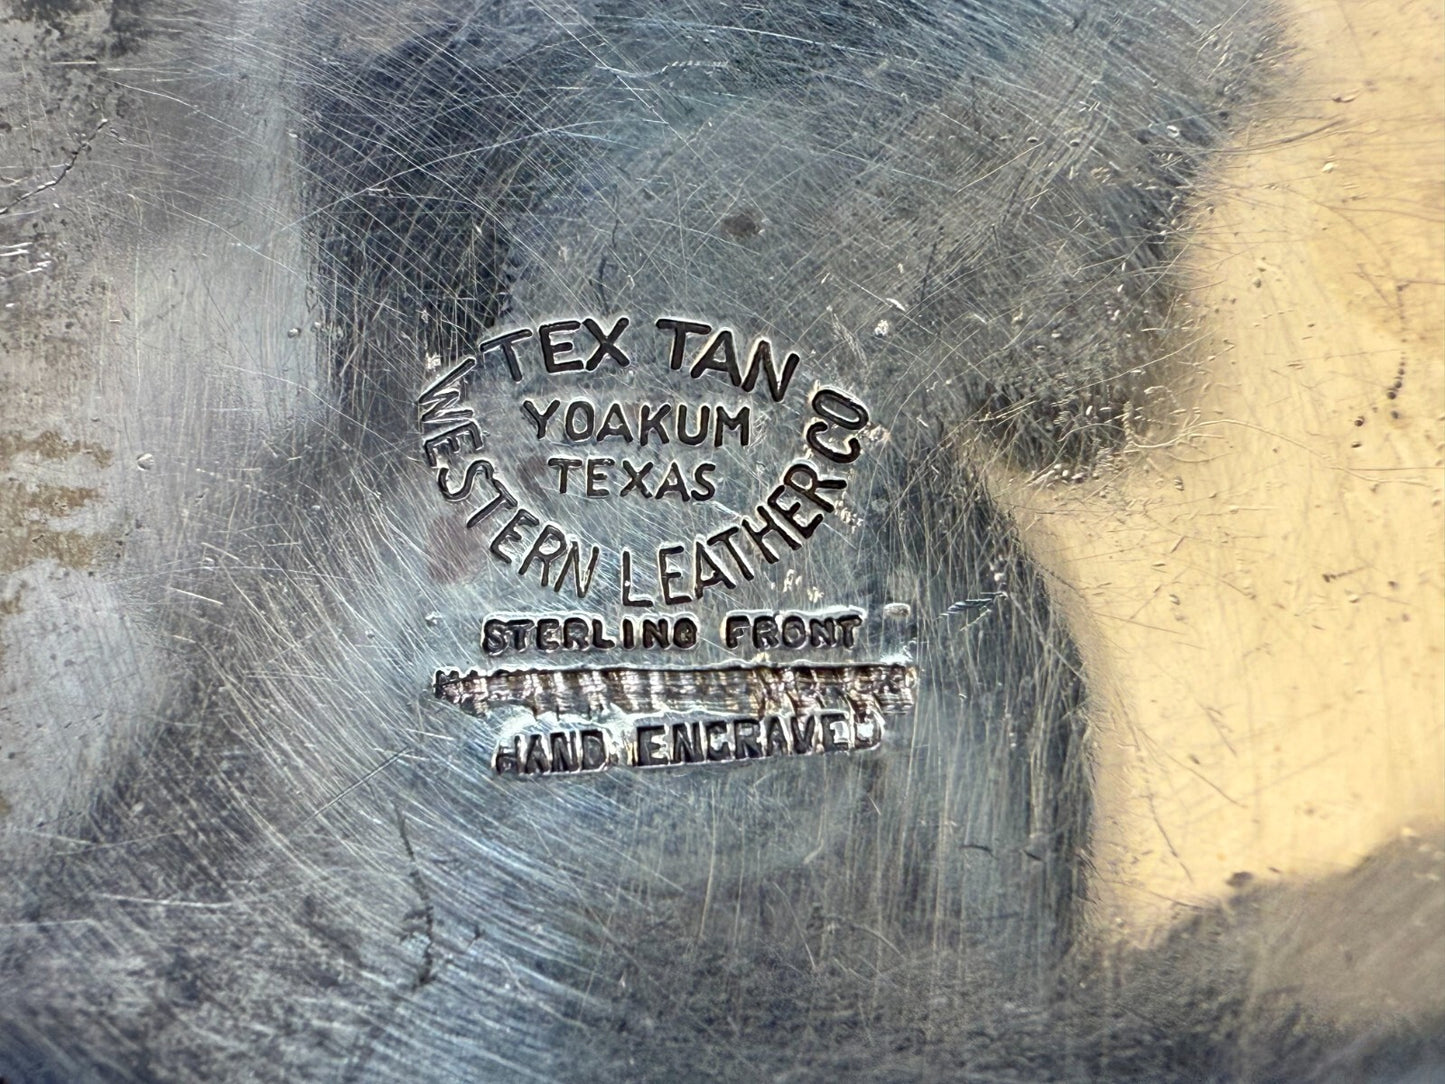 TEX TAN
YOAKUM
TEXAS
WESTERN LEATHER CO
STERLING FRONT
HAND ENGRAVED